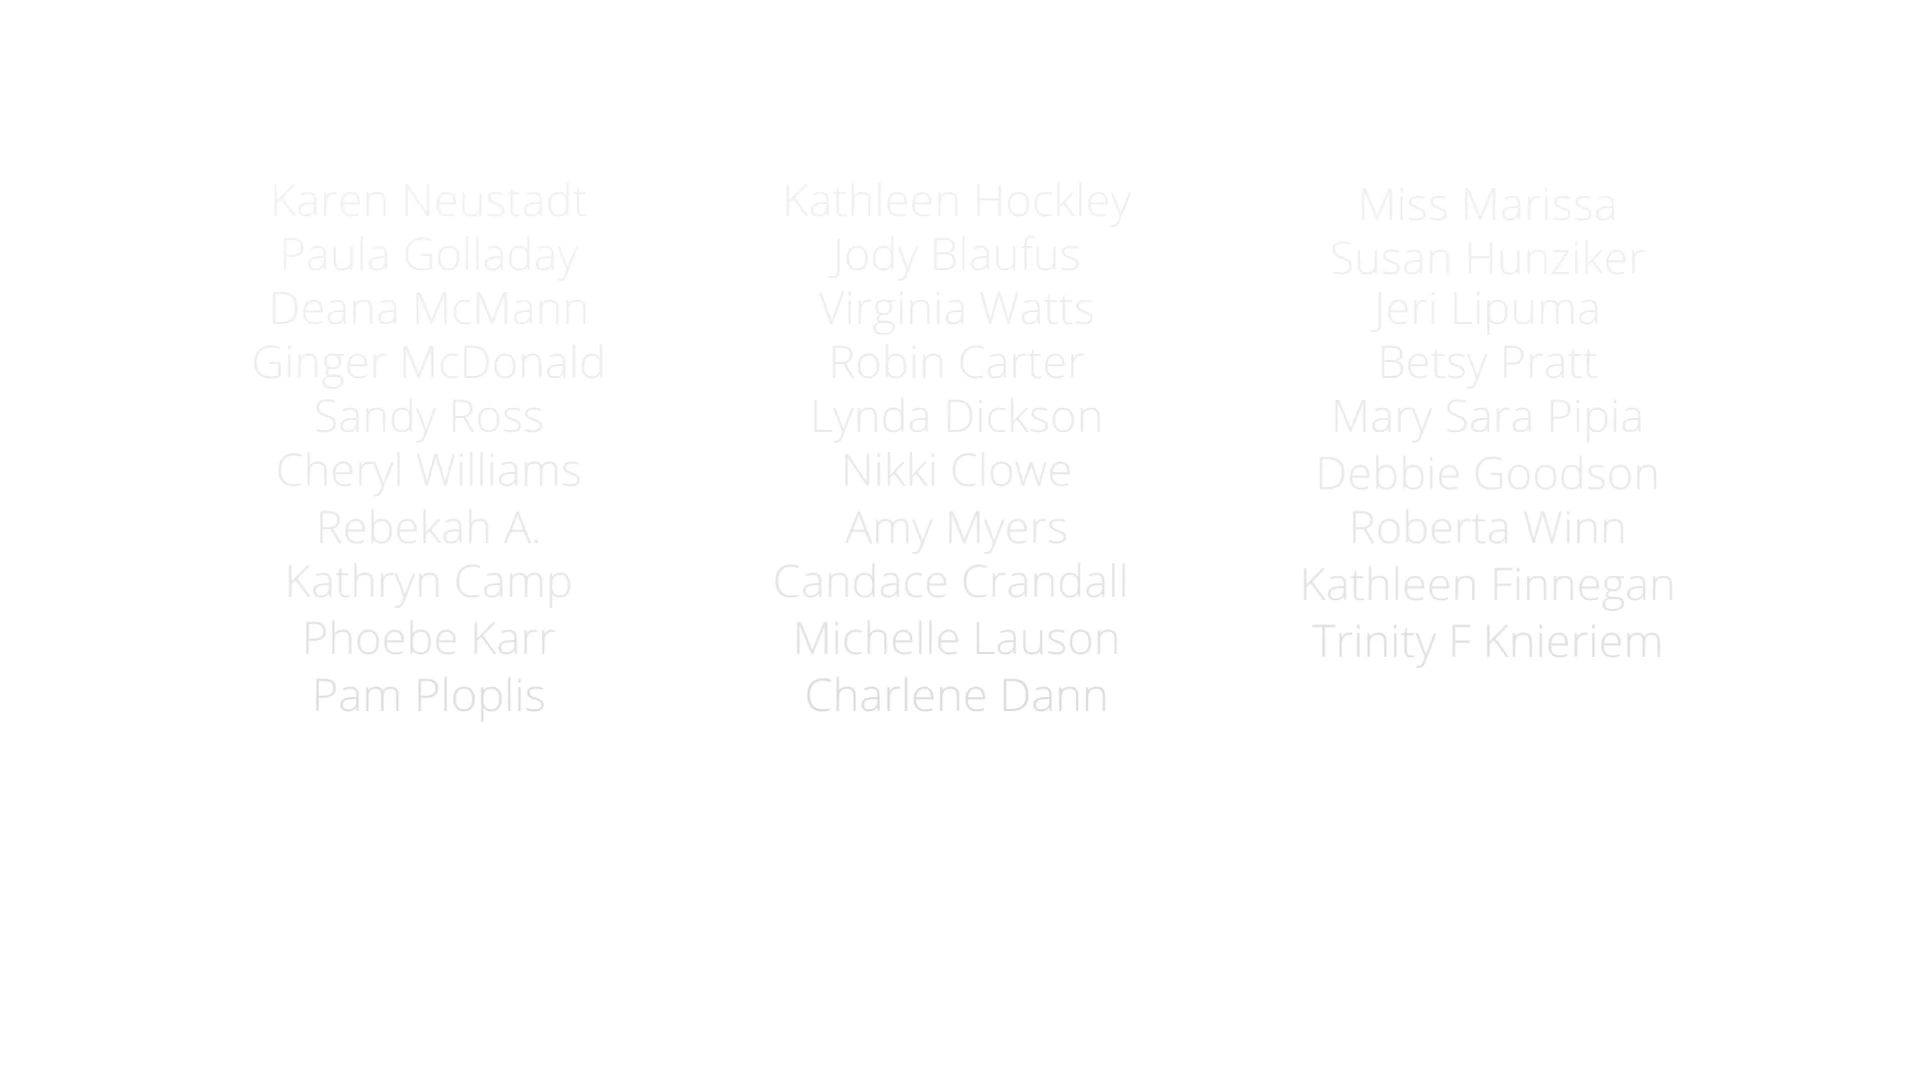 Karen Neustadt
Paula Golladay
Deana McMann
Ginger McDonald
Sandy Ross
Cheryl Williams
Rebekah A.
Kathryn Camp
Phoebe Karr
Pam Ploplis
Kathleen Hockley
Jody Blaufus
Virginia Watts
Robin Carter
Lynda Dickson
Nikki Clowe
Amy Myers
Candace Crandall
Michelle Lauson
Charlene Dann
Miss Marissa
Susan Hunziker
Jeri Lipuma
Betsy Pratt
Mary Sara Pipia
Debbie Goodson
Roberta Winn
Kathleen Finnegan
Trinity F Knieriem